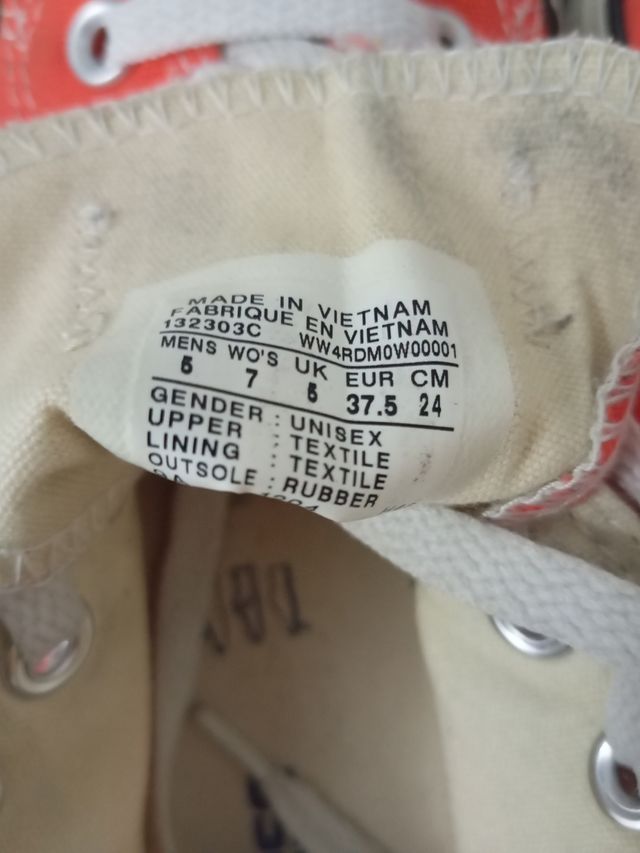 MADE IN VIETNAM
FABRIQUE EN VIETNAM
132303C WW4RDM0W00001
MENS WO'S UK EUR CM
5 7 5 37.5 24
GENDER : UNISEX
UPPER : TEXTILE
LINING : TEXTILE
OUTSOLE : RUBBER